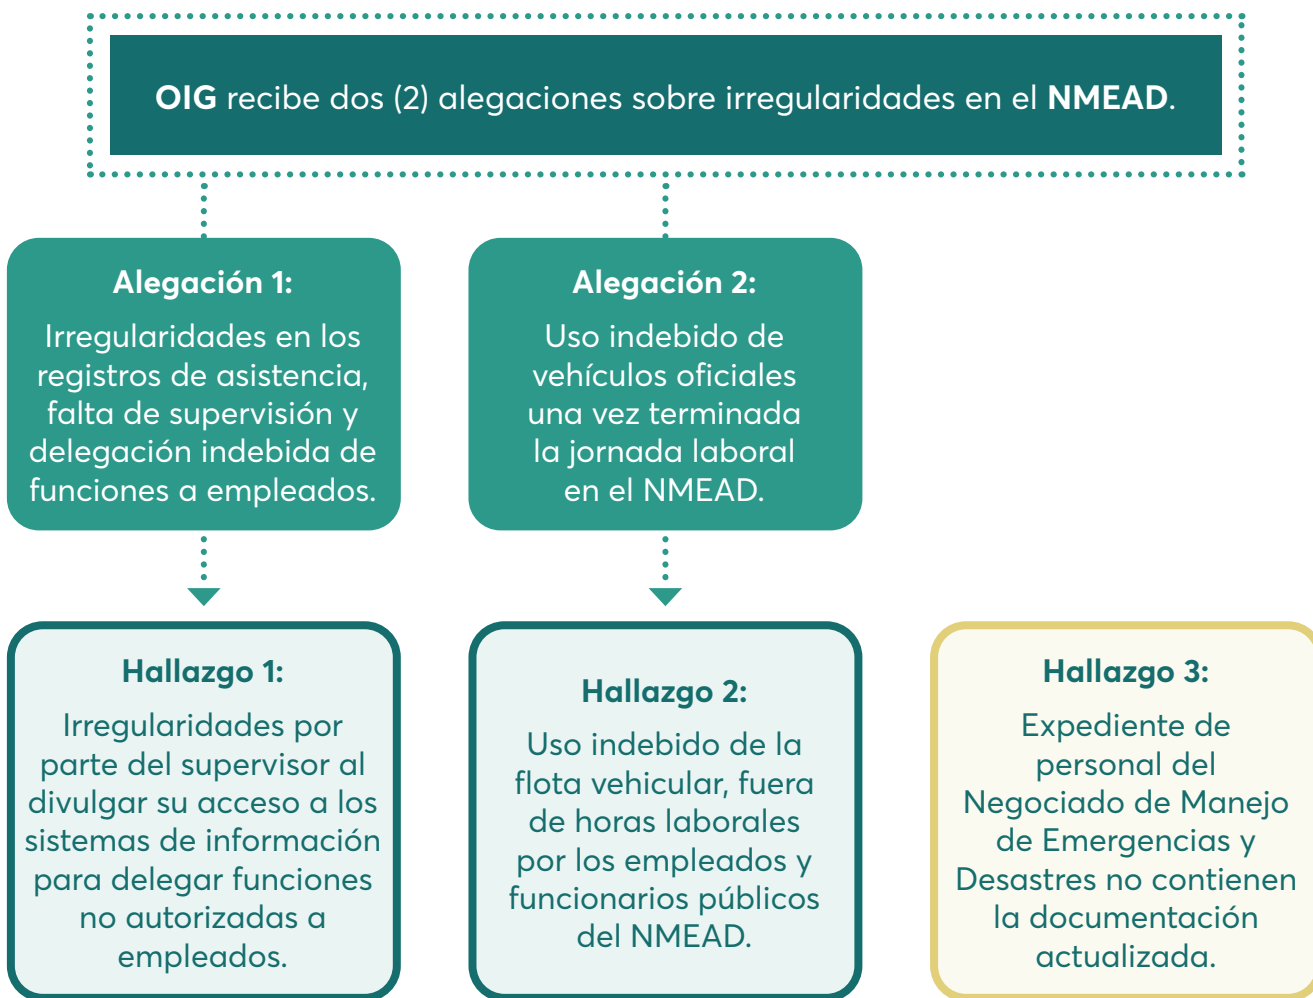 OIG recibe dos (2) alegaciones sobre irregularidades en el NMEAD.
Alegación 1:
Irregularidades en los
registros de asistencia,
falta de supervisión y
delegación indebida de
funciones a empleados.
Alegación 2:
Uso indebido de
vehículos oficiales
una vez terminada
la jornada laboral
en el NMEAD.
Hallazgo 1:
Irregularidades por
parte del supervisor al
divulgar su acceso a los
sistemas de información
para delegar funciones
no autorizadas a
empleados.
Hallazgo 2:
Uso indebido de la
flota vehicular, fuera
de horas laborales
por los empleados y
funcionarios públicos
del NMEAD.
Hallazgo 3:
Expediente de
personal del
Negociado de Manejo
de Emergencias y
Desastres no contienen
la documentación
actualizada.